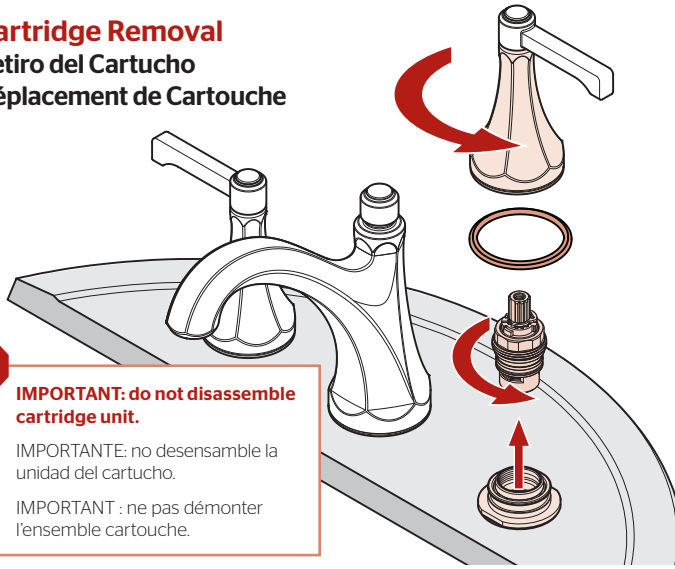 artridge Removal
etiro del Cartucho
éplacement de Cartouche
IMPORTANT: do not disassemble
cartridge unit.
IMPORTANTE: no desensamble la
unidad del cartucho.
IMPORTANT : ne pas démonter
l’ensemble cartouche.